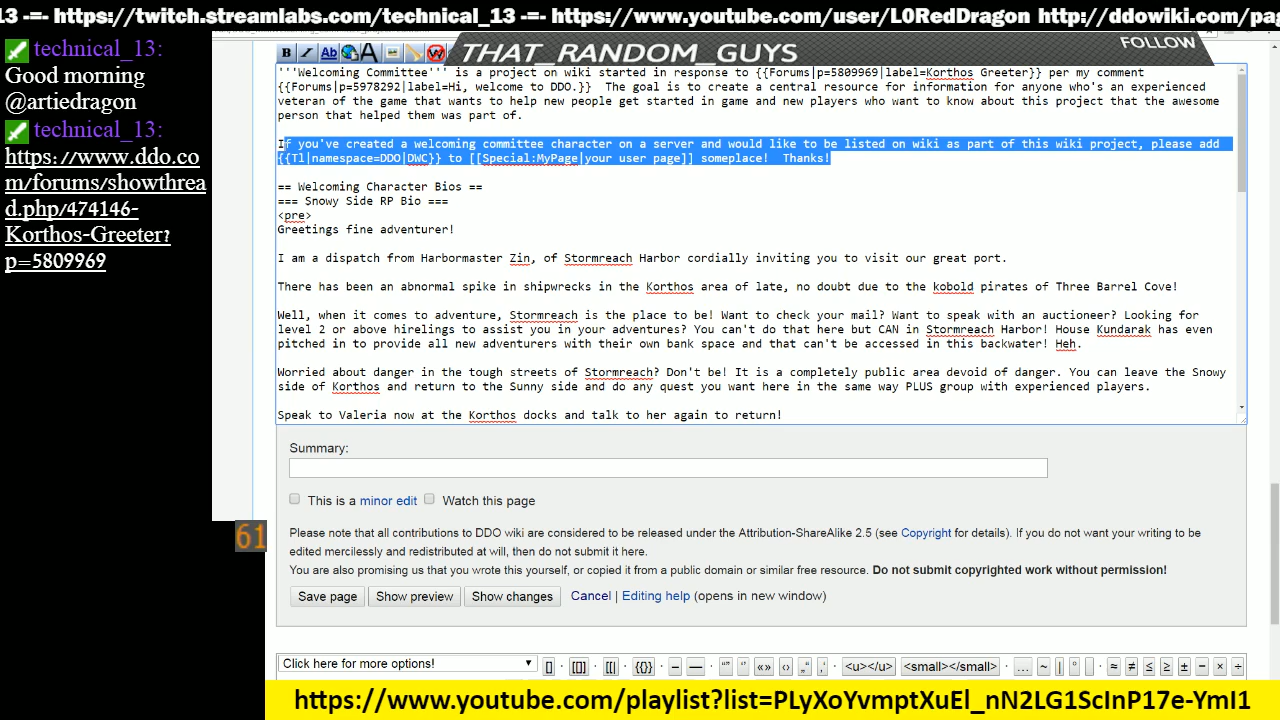 13 -=- https://twitch.streamlabs.com/technical_13 -=- https://www.youtube.com/user/L0RedDragon http://ddowiki.com/pag
technical_13:
Good morning
@artiedragon
technical_13:
https://www.ddo.co
m/forums/showthrea
d.php/474146-
Korthos-Greeter?
p=5809969
THAT_RANDOM_GUYS
FOLLOW
B I Ab A W
'''Welcoming Committee''' is a project on wiki started in response to {{Forums|p=5809969|label=Korthos Greeter}} per my comment
{{Forums|p=5978292|label=Hi, welcome to DDO.}}  The goal is to create a central resource for information for anyone who's an experienced
veteran of the game that wants to help new people get started in game and new players who want to know about this project that the awesome
person that helped them was part of.
If you've created a welcoming committee character on a server and would like to be listed on wiki as part of this wiki project, please add
{{Tl|namespace=DDO|DWC}} to [[Special:MyPage|your user page]] someplace!  Thanks!
== Welcoming Character Bios ==
=== Snowy Side RP Bio ===
<pre>
Greetings fine adventurer!
I am a dispatch from Harbormaster Zin, of Stormreach Harbor cordially inviting you to visit our great port.
There has been an abnormal spike in shipwrecks in the Korthos area of late, no doubt due to the kobold pirates of Three Barrel Cove!
Well, when it comes to adventure, Stormreach is the place to be! Want to check your mail? Want to speak with an auctioneer? Looking for
level 2 or above hirelings to assist you in your adventures? You can't do that here but CAN in Stormreach Harbor! House Kundarak has even
pitched in to provide all new adventurers with their own bank space and that can't be accessed in this backwater! Heh.
Worried about danger in the tough streets of Stormreach? Don't be! It is a completely public area devoid of danger. You can leave the Snowy
side of Korthos and return to the Sunny side and do any quest you want here in the same way PLUS group with experienced players.
Speak to Valeria now at the Korthos docks and talk to her again to return!
Summary:
This is a minor edit Watch this page
61
Please note that all contributions to DDO wiki are considered to be released under the Attribution-ShareAlike 2.5 (see Copyright for details). If you do not want your writing to be
edited mercilessly and redistributed at will, then do not submit it here.
You are also promising us that you wrote this yourself, or copied it from a public domain or similar free resource. Do not submit copyrighted work without permission!
Save page Show preview Show changes Cancel | Editing help (opens in new window)
Click here for more options! [] · [[]] · [[| · {{}} · – · — · “” · ‘’ · «» · ‹› · „“ · ‚‘ · <u></u> · <small></small> · … · ~ · | · ° · · ≈ · ≠ · ≤ · ≥ · ± · − · × · ÷
https://www.youtube.com/playlist?list=PLyXoYvmptXuEl_nN2LG1ScInP17e-YmI1